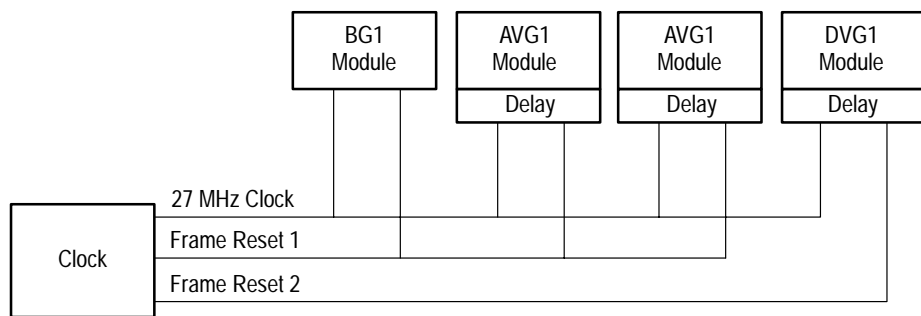 BG1
Module
AVG1
Module
Delay
AVG1
Module
Delay
DVG1
Module
Delay
27 MHz Clock
Frame Reset 1
Clock
Frame Reset 2